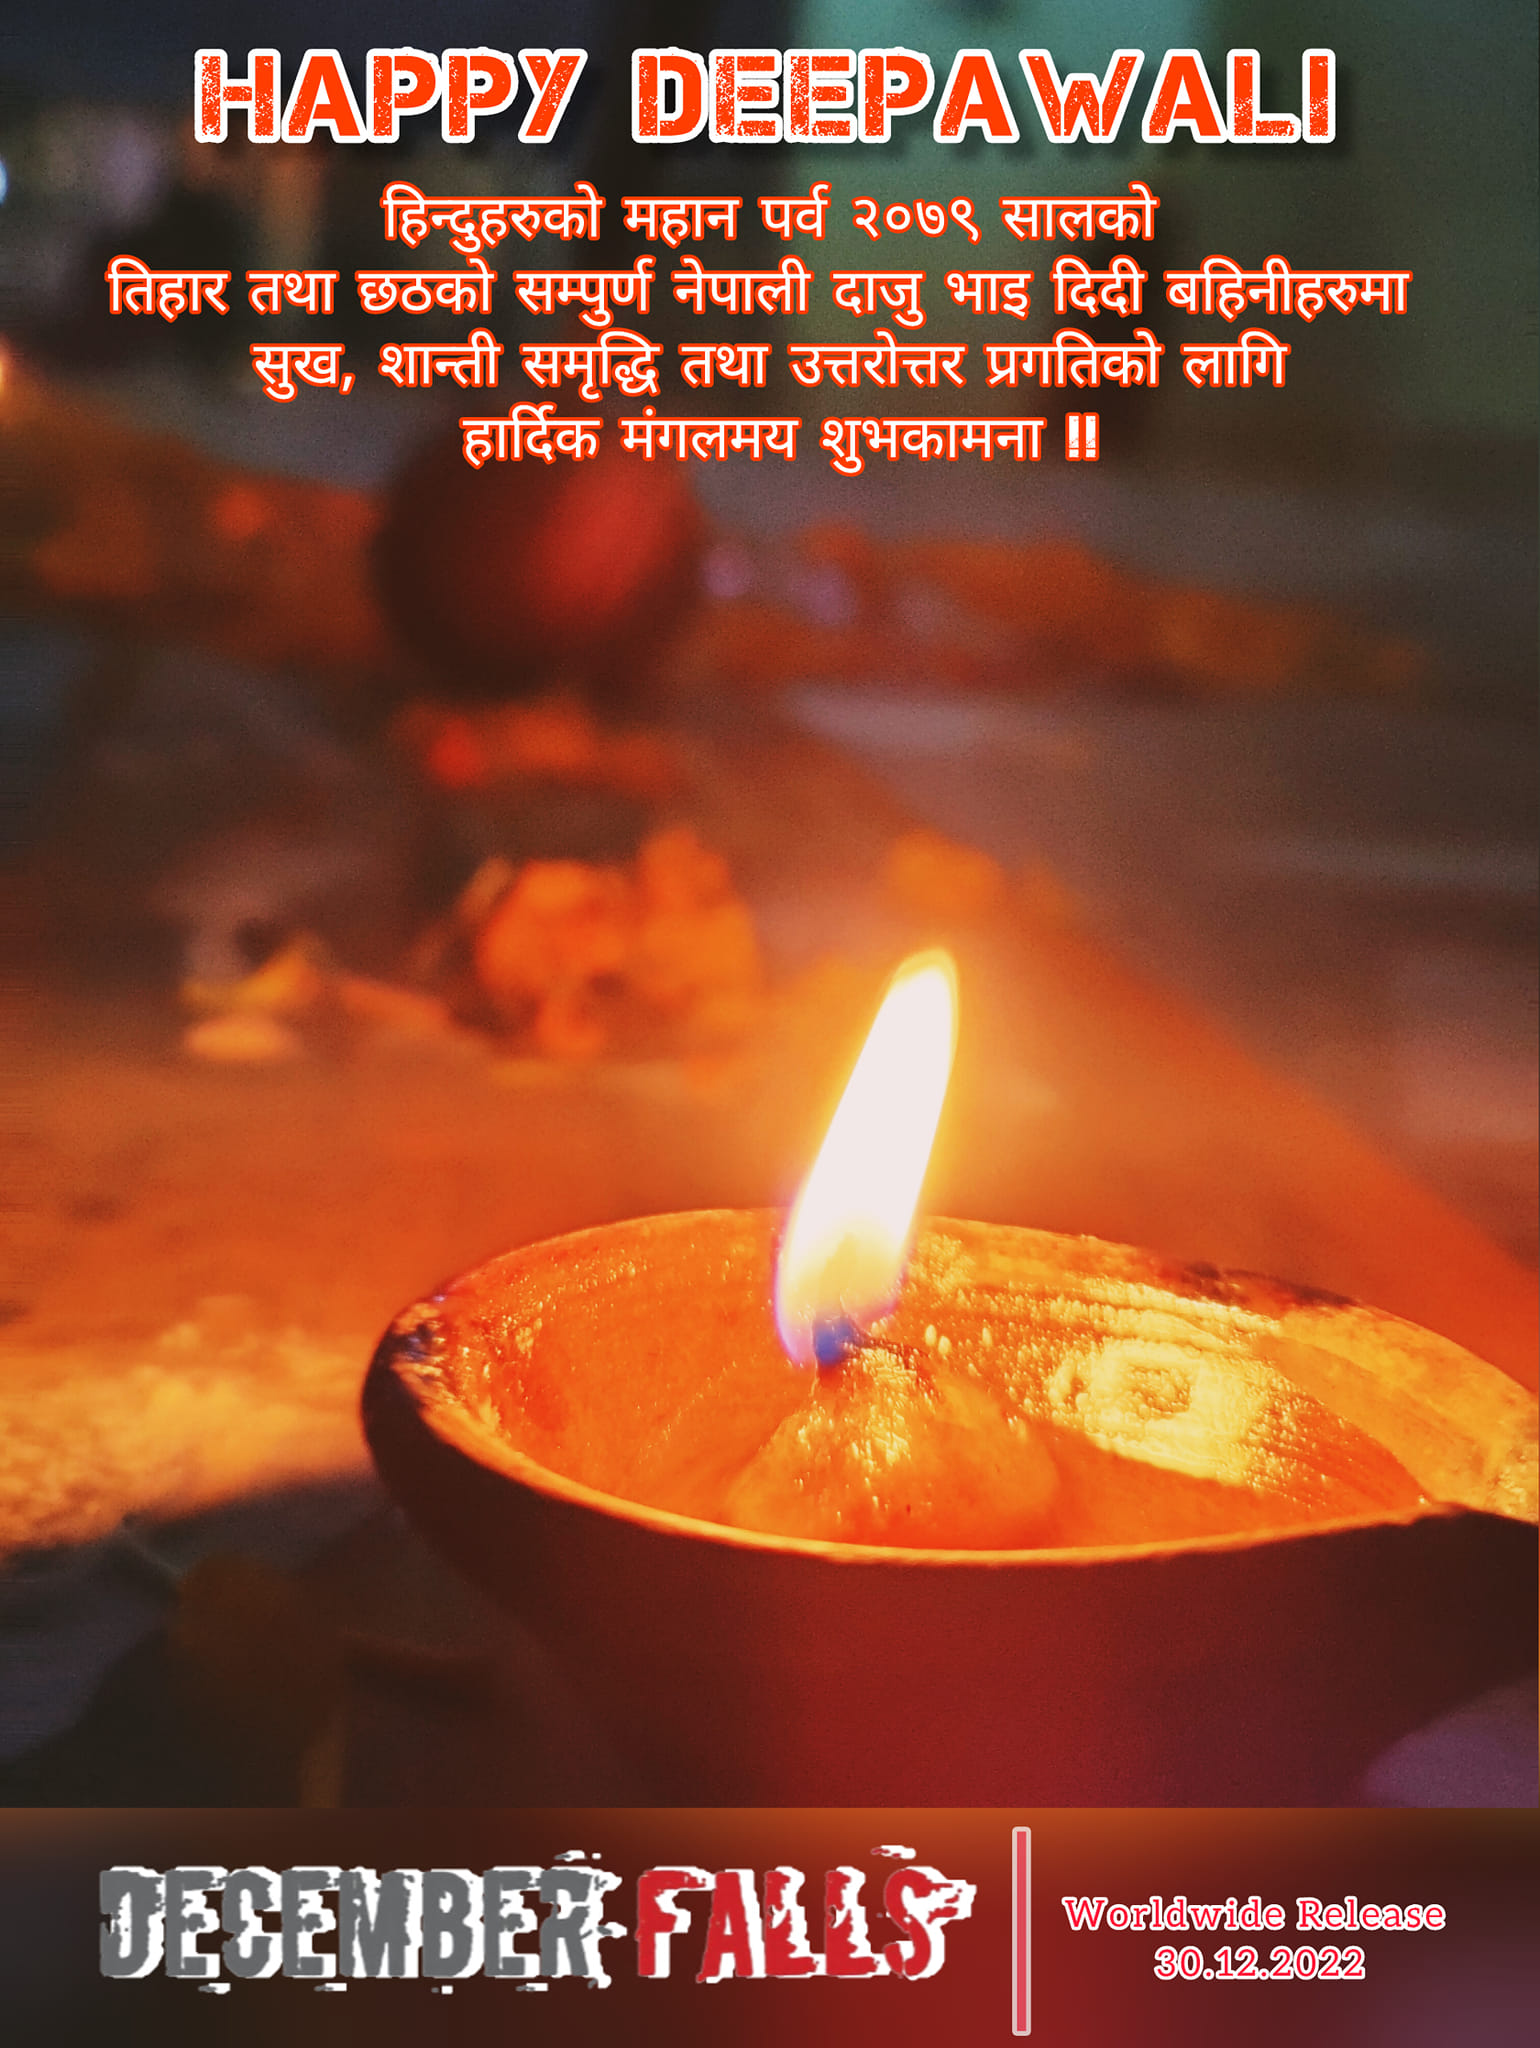 HAPPY DEEPAWALI
हिन्दुहरुको महान पर्व २०७९ सालको
तिहार तथा छठको सम्पुर्ण नेपाली दाजु भाइ दिदी बहिनीहरुमा
सुख, शान्ती समृद्धि तथा उत्तरोत्तर प्रगतिको लागि
हार्दिक मंगलमय शुभकामना !!
DECEMBER FALLS
Worldwide Release
30.12.2022